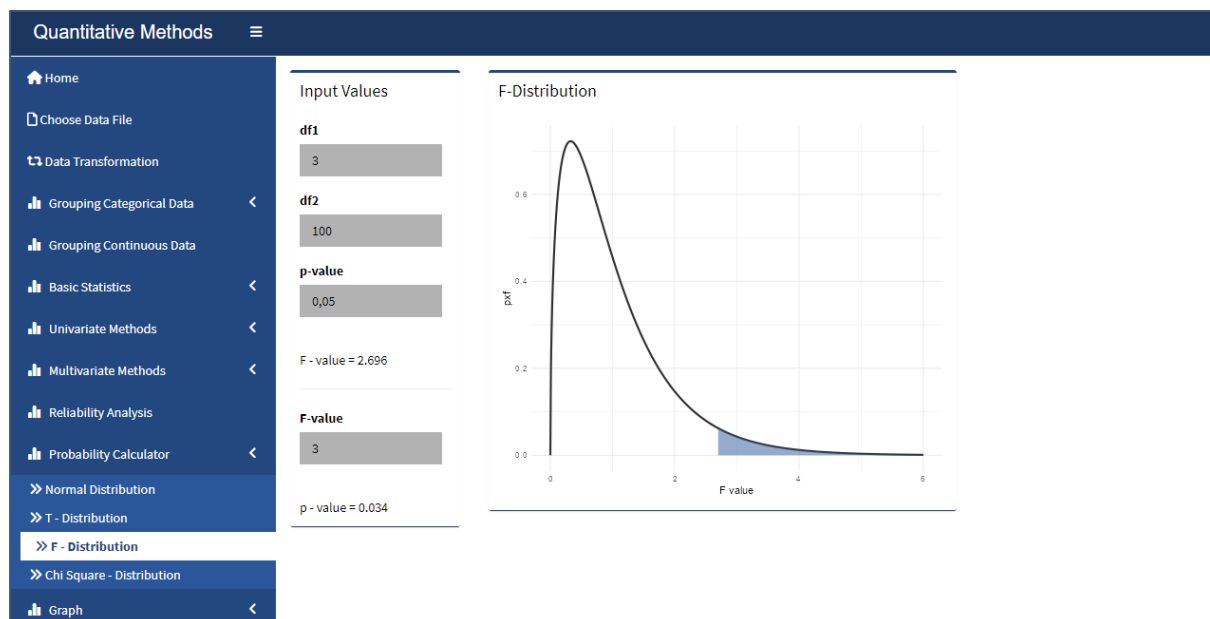 Quantitative Methods
Home
Choose Data File
Data Transformation
Grouping Categorical Data
Grouping Continuous Data
Basic Statistics
Univariate Methods
Multivariate Methods
Reliability Analysis
Probability Calculator
Normal Distribution
T - Distribution
F - Distribution
Chi Square - Distribution
Graph
Input Values
df1
3
df2
100
p-value
0,05
F - value = 2.696
F-value
3
p - value = 0.034
F-Distribution
0.6
0.4
0.2
0.0
pxf
0 2 4 6
F value